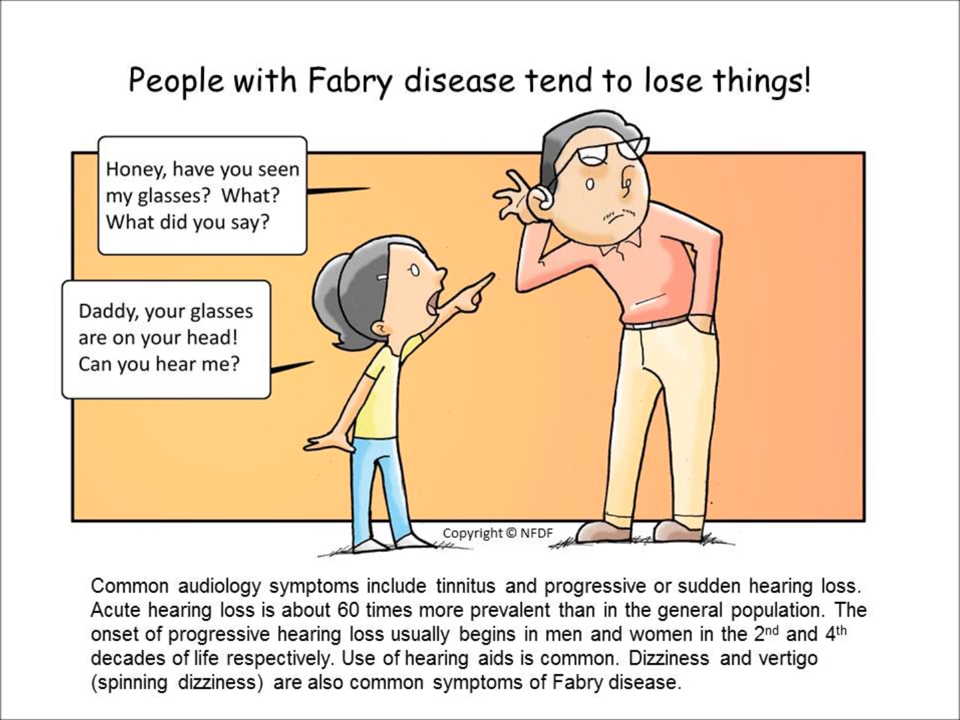 People with Fabry disease tend to lose things!
Honey, have you seen
my glasses? What?
What did you say?
Daddy, your glasses
are on your head!
Can you hear me?
Copyright © NFDF
Common audiology symptoms include tinnitus and progressive or sudden hearing loss.
Acute hearing loss is about 60 times more prevalent than in the general population. The
onset of progressive hearing loss usually begins in men and women in the 2nd and 4th
decades of life respectively. Use of hearing aids is common. Dizziness and vertigo
(spinning dizziness) are also common symptoms of Fabry disease.